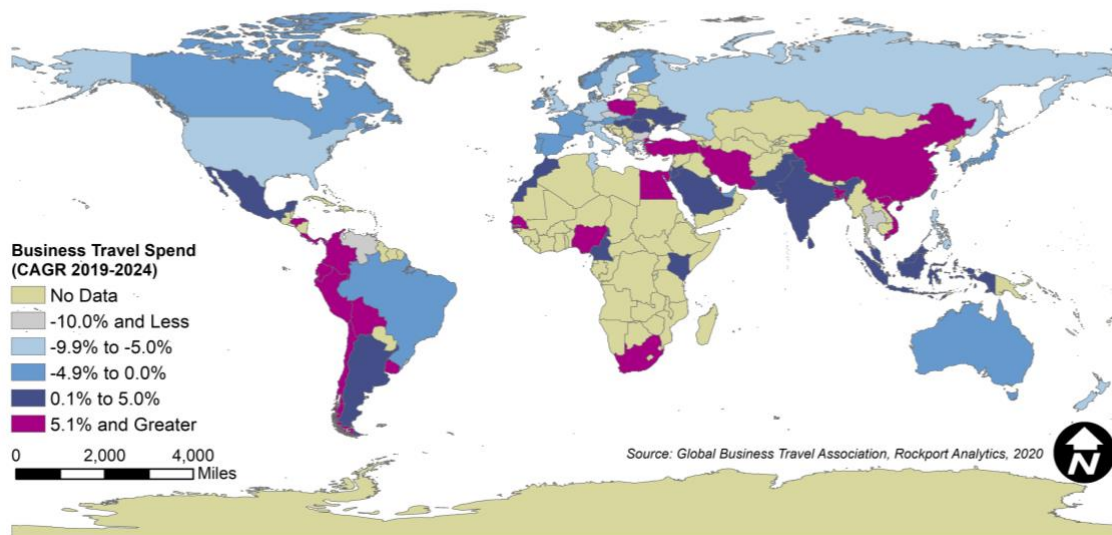 Business Travel Spend
(CAGR 2019-2024)
No Data
-10.0% and Less
-9.9% to -5.0%
-4.9% to 0.0%
0.1% to 5.0%
5.1% and Greater
0 2,000 4,000
Miles
Source: Global Business Travel Association, Rockport Analytics, 2020
N